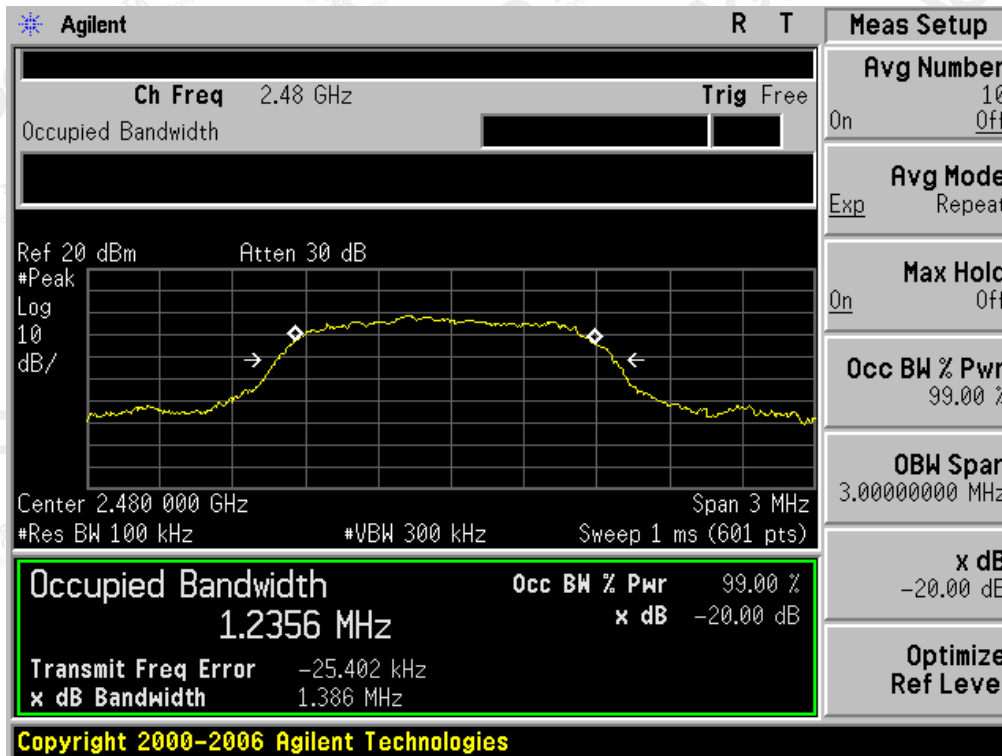 Agilent R T
Ch Freq 2.48 GHz Trig Free
Occupied Bandwidth
Ref 20 dBm Atten 30 dB
#Peak
Log
10
dB/
Center 2.480 000 GHz Span 3 MHz
#Res BW 100 kHz #VBW 300 kHz Sweep 1 ms (601 pts)
Occupied Bandwidth Occ BW % Pwr 99.00 %
1.2356 MHz x dB -20.00 dB
Transmit Freq Error -25.402 kHz
x dB Bandwidth 1.386 MHz
Copyright 2000-2006 Agilent Technologies
Meas Setup
Avg Number
10
On Off
Avg Mode
Exp Repeat
Max Hold
On Off
Occ BW % Pwr
99.00 %
OBW Span
3.00000000 MHz
x dB
-20.00 dB
Optimize
Ref Level